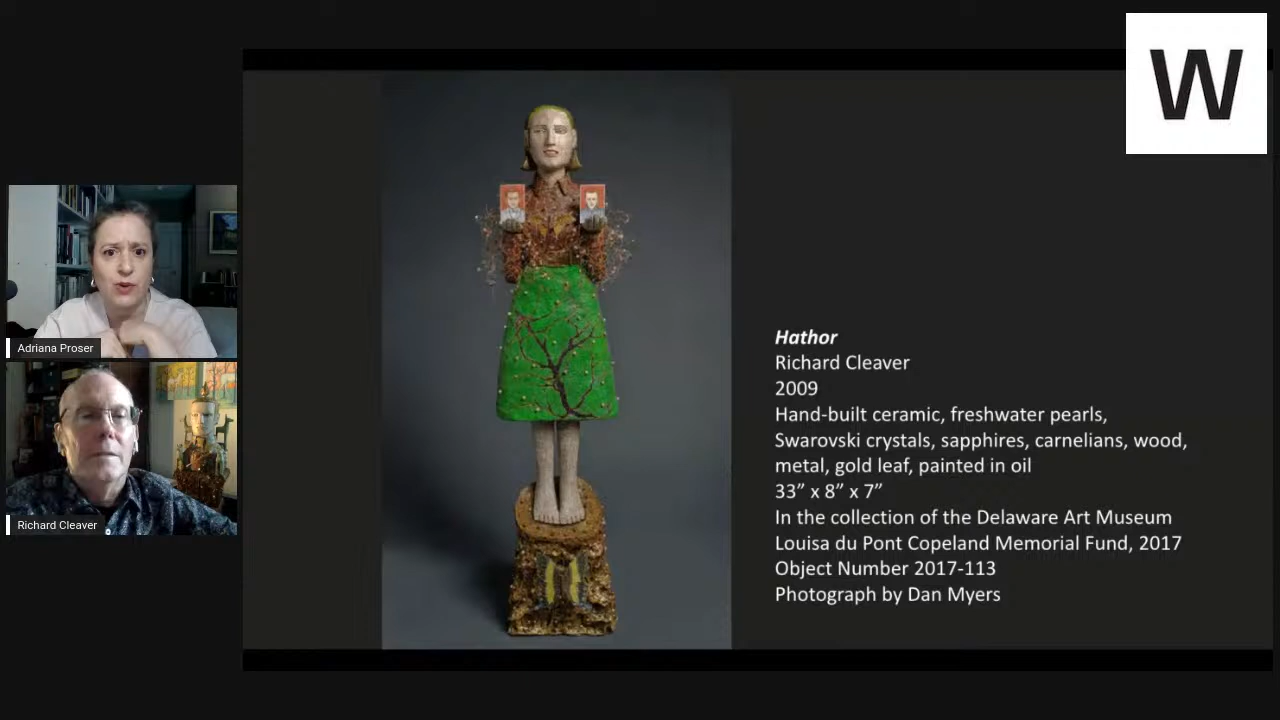 W
Adriana Proser
Richard Cleaver
Hathor
Richard Cleaver
2009
Hand-built ceramic, freshwater pearls,
Swarovski crystals, sapphires, carnelians, wood,
metal, gold leaf, painted in oil
33” x 8” x 7”
In the collection of the Delaware Art Museum
Louisa du Pont Copeland Memorial Fund, 2017
Object Number 2017-113
Photograph by Dan Myers